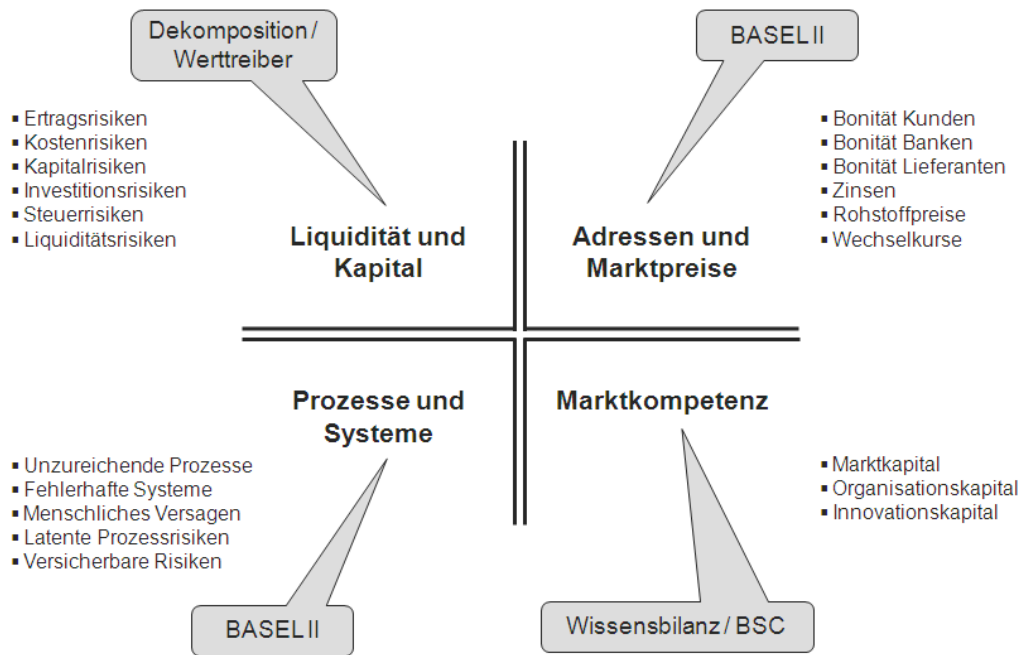 Dekomposition /
Werttreiber
BASEL II
▪ Ertragsrisiken
▪ Kostenrisiken
▪ Kapitalrisiken
▪ Investitionsrisiken
▪ Steuerrisiken
▪ Liquiditätsrisiken
▪ Bonität Kunden
▪ Bonität Banken
▪ Bonität Lieferanten
▪ Zinsen
▪ Rohstoffpreise
▪ Wechselkurse
Liquidität und
Kapital
Adressen und
Marktpreise
Prozesse und
Systeme
Marktkompetenz
▪ Unzureichende Prozesse
▪ Fehlerhafte Systeme
▪ Menschliches Versagen
▪ Latente Prozessrisiken
▪ Versicherbare Risiken
▪ Marktkapital
▪ Organisationskapital
▪ Innovationskapital
BASEL II
Wissensbilanz / BSC